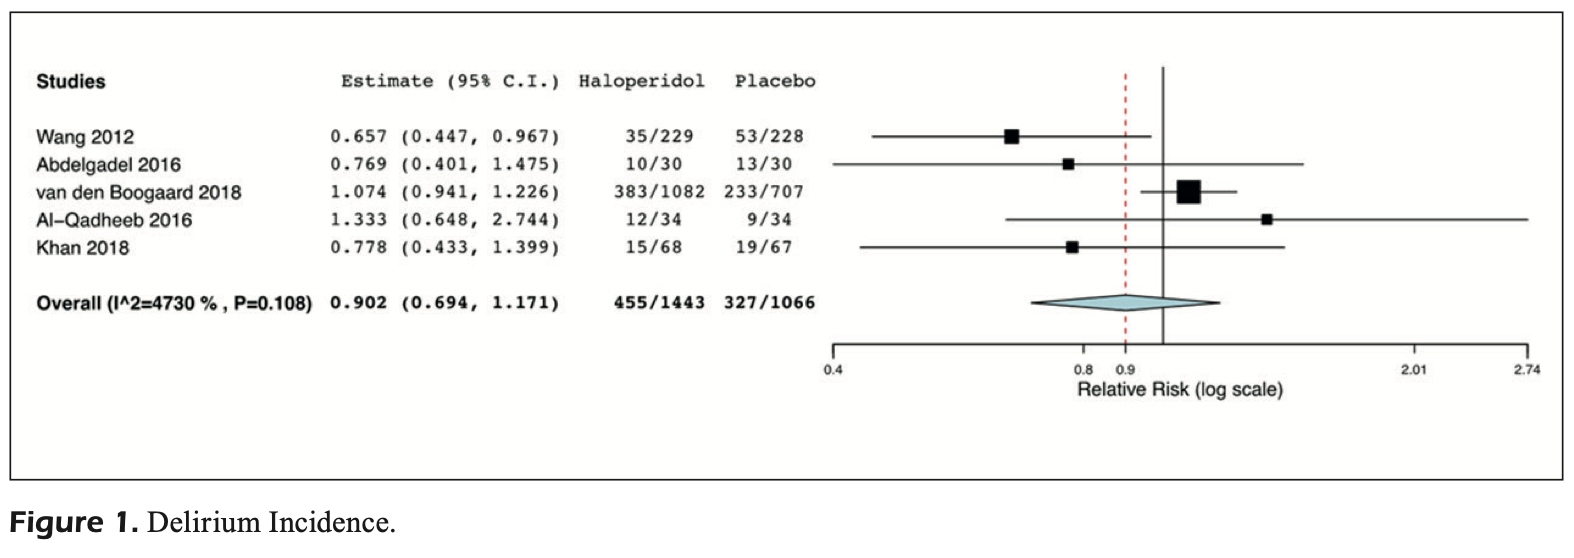 Studies Estimate (95% C.I.) Haloperidol Placebo
Wang 2012 0.657 (0.447, 0.967) 35/229 53/228
Abdelgadel 2016 0.769 (0.401, 1.475) 10/30 13/30
van den Boogaard 2018 1.074 (0.941, 1.226) 383/1082 233/707
Al-Qadheeb 2016 1.333 (0.648, 2.744) 12/34 9/34
Khan 2018 0.778 (0.433, 1.399) 15/68 19/67
Overall (I^2=4730 % , P=0.108) 0.902 (0.694, 1.171) 455/1443 327/1066
0.4 0.8 0.9 2.01 2.74
Relative Risk (log scale)
Figure 1. Delirium Incidence.